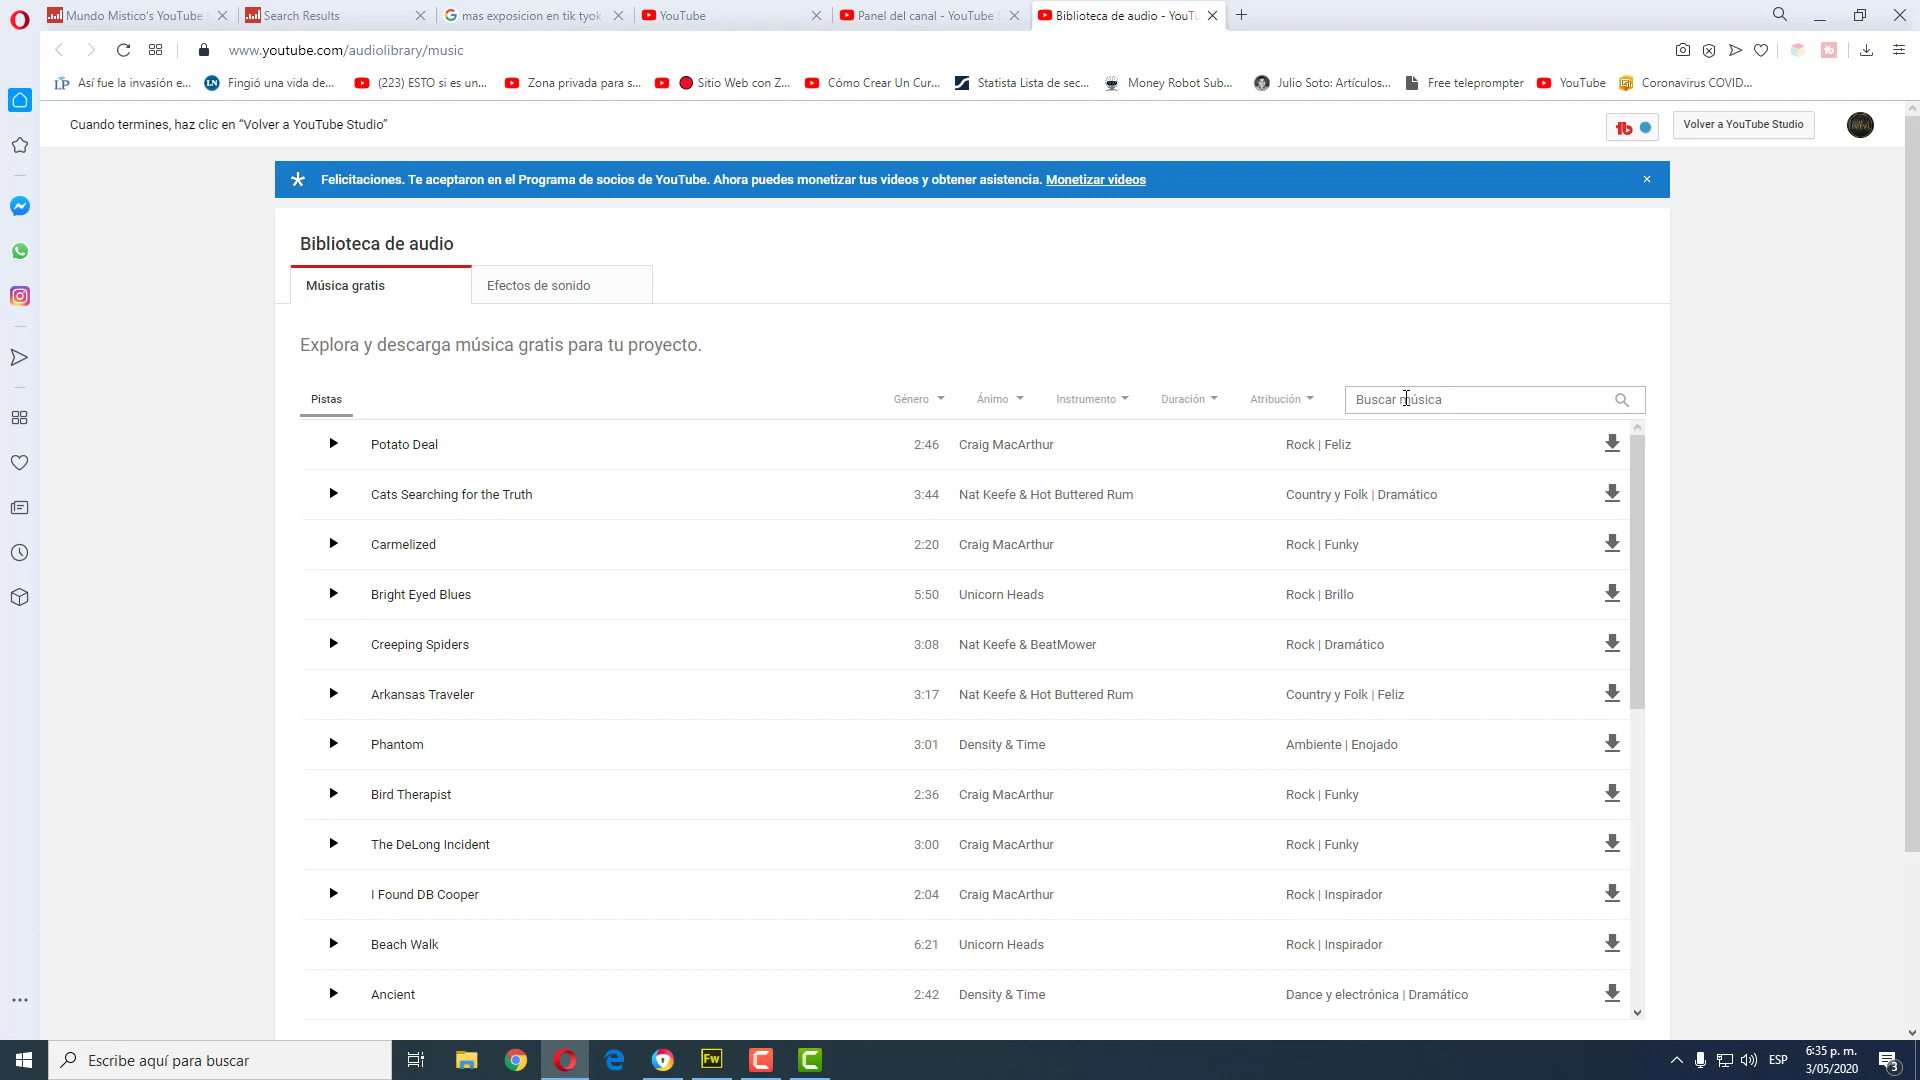 Mundo Mistico's YouTube
Search Results
mas exposicion en tik tyok
YouTube
Panel del canal - YouTube S
Biblioteca de audio - YouTu
www.youtube.com/audiolibrary/music
Así fue la invasión e...
Fingió una vida de...
(223) ESTO si es un...
Zona privada para s...
Sitio Web con Z...
Cómo Crear Un Cur...
Statista Lista de sec...
Money Robot Sub...
Julio Soto: Artículos...
Free teleprompter
YouTube
Coronavirus COVID...
Cuando termines, haz clic en “Volver a YouTube Studio”
Volver a YouTube Studio
Felicitaciones. Te aceptaron en el Programa de socios de YouTube. Ahora puedes monetizar tus videos y obtener asistencia. Monetizar videos
Biblioteca de audio
Música gratis
Efectos de sonido
Explora y descarga música gratis para tu proyecto.
Pistas
Género
Ánimo
Instrumento
Duración
Atribución
Buscar música
Potato Deal 2:46 Craig MacArthur Rock | Feliz
Cats Searching for the Truth 3:44 Nat Keefe & Hot Buttered Rum Country y Folk | Dramático
Carmelized 2:20 Craig MacArthur Rock | Funky
Bright Eyed Blues 5:50 Unicorn Heads Rock | Brillo
Creeping Spiders 3:08 Nat Keefe & BeatMower Rock | Dramático
Arkansas Traveler 3:17 Nat Keefe & Hot Buttered Rum Country y Folk | Feliz
Phantom 3:01 Density & Time Ambiente | Enojado
Bird Therapist 2:36 Craig MacArthur Rock | Funky
The DeLong Incident 3:00 Craig MacArthur Rock | Funky
I Found DB Cooper 2:04 Craig MacArthur Rock | Inspirador
Beach Walk 6:21 Unicorn Heads Rock | Inspirador
Ancient 2:42 Density & Time Dance y electrónica | Dramático
Escribe aquí para buscar
Fw
ESP
6:35 p. m.
3/05/2020
3